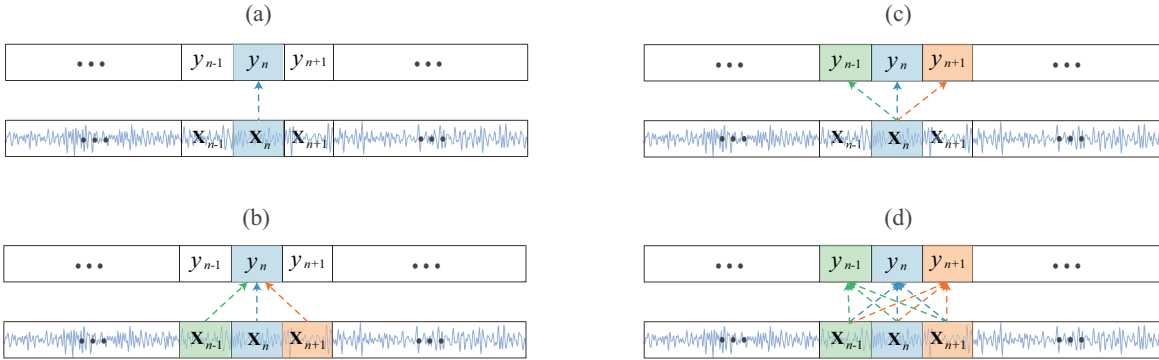 (a)
... y_{n-1} y_n y_{n+1} ...
... x_{n-1} x_n x_{n+1} ...
(b)
... y_{n-1} y_n y_{n+1} ...
... x_{n-1} x_n x_{n+1} ...
(c)
... y_{n-1} y_n y_{n+1} ...
... x_{n-1} x_n x_{n+1} ...
(d)
... y_{n-1} y_n y_{n+1} ...
... x_{n-1} x_n x_{n+1} ...